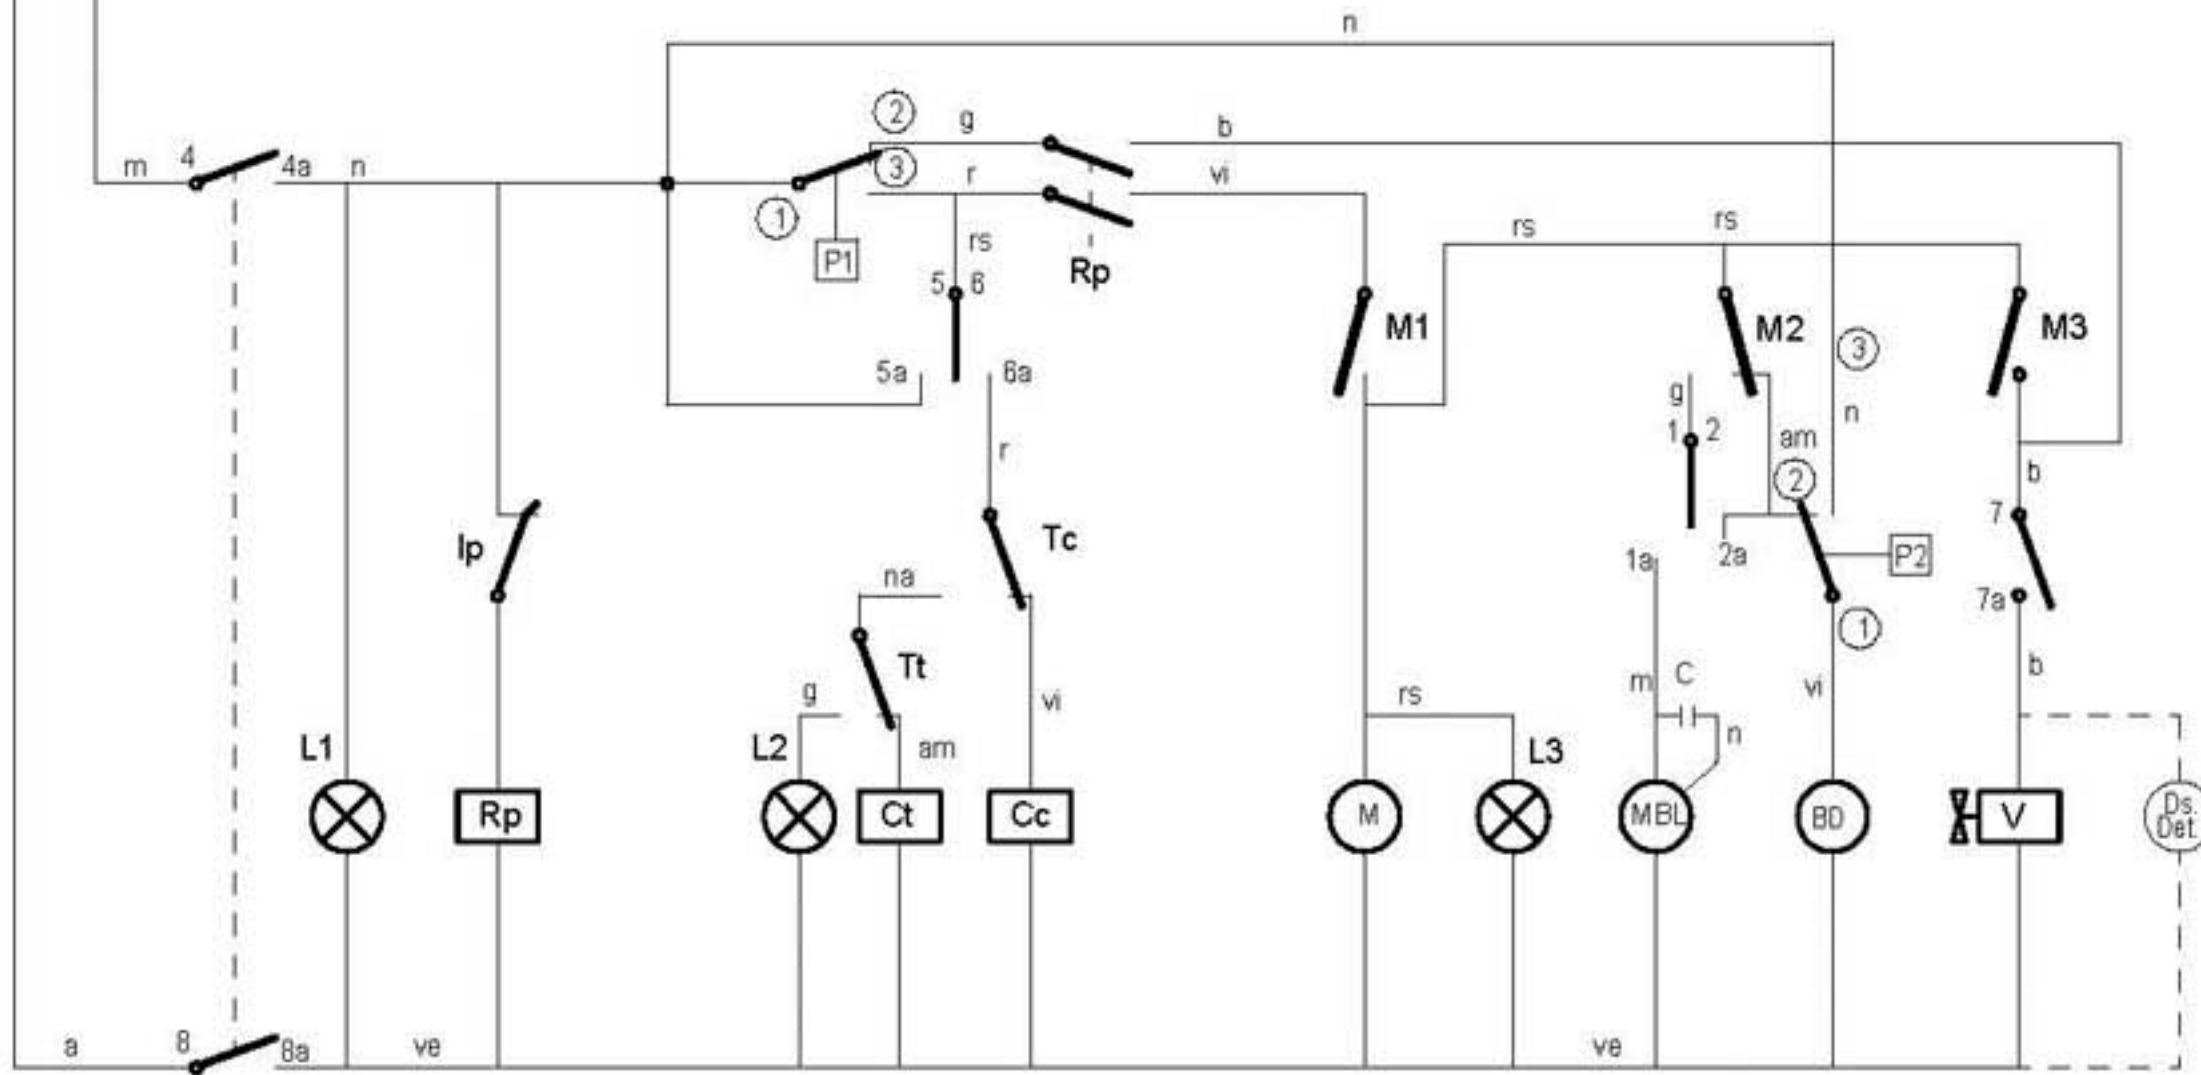 n
2 g b
m 4 4a n 3 r vi
1 P1 rs Rp rs rs
5 6
M1 M2 3 M3
5a 6a g n
1 2 am
r 2 b
7
Ip Tc 1a 2a P2
na 7a
1
Tt
g vi rs m C vi b
L1 L2 am L3 n
Rp Ct Cc M MBL BD V Ds.
Det.
a 8 8a ve ve